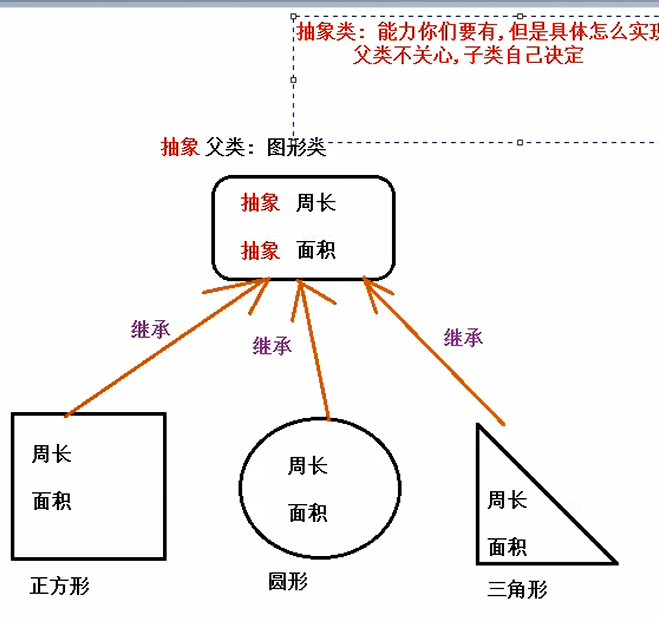 抽象类：能力你们要有,但是具体怎么实现
父类不关心,子类自己决定
抽象 父类：图形类
抽象 周长
抽象 面积
继承
继承
继承
周长
面积
正方形
周长
面积
圆形
周长
面积
三角形